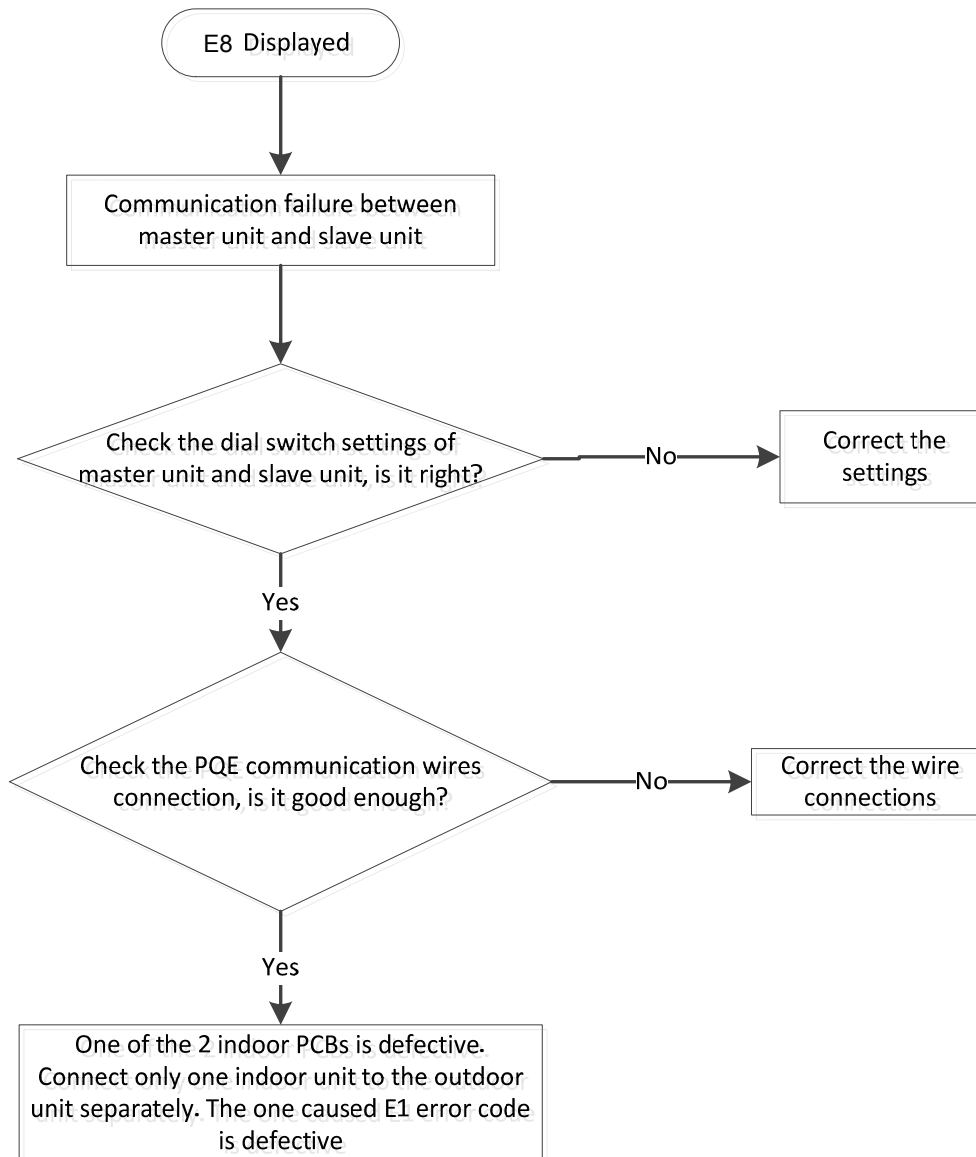 E8 Displayed
Communication failure between
master unit and slave unit
Check the dial switch settings of
master unit and slave unit, is it right?
No
Correct the
settings
Yes
Check the PQE communication wires
connection, is it good enough?
No
Correct the wire
connections
Yes
One of the 2 indoor PCBs is defective.
Connect only one indoor unit to the outdoor
unit separately. The one caused E1 error code
is defective